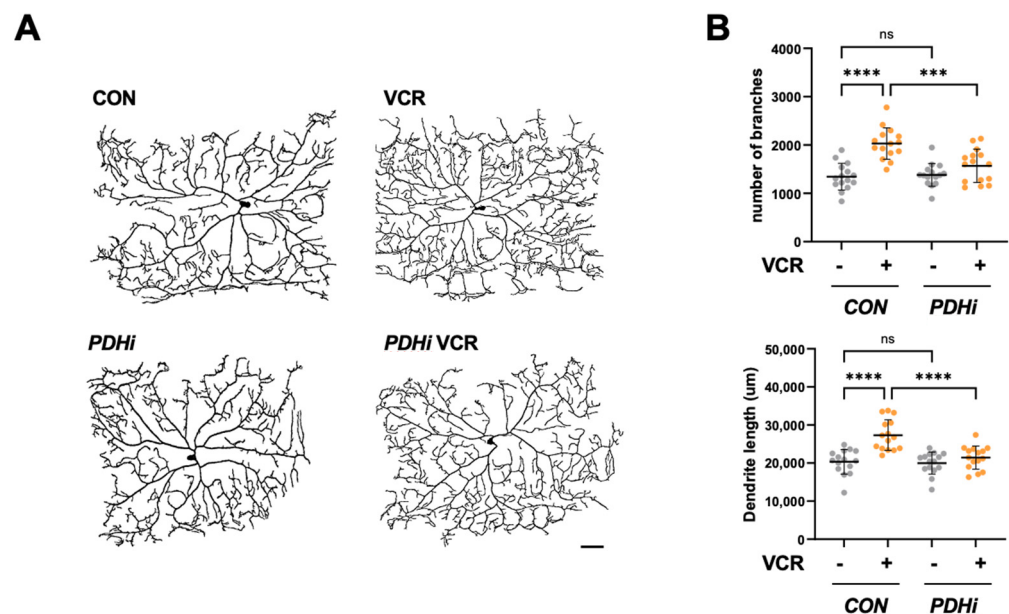 A
CON
VCR
PDHi
PDHi VCR
B
ns
**** ***
number of branches
4000
3000
2000
1000
0
VCR - + - +
CON PDHi
ns
**** ****
Dendrite length (um)
50,000
40,000
30,000
20,000
10,000
0
VCR - + - +
CON PDHi